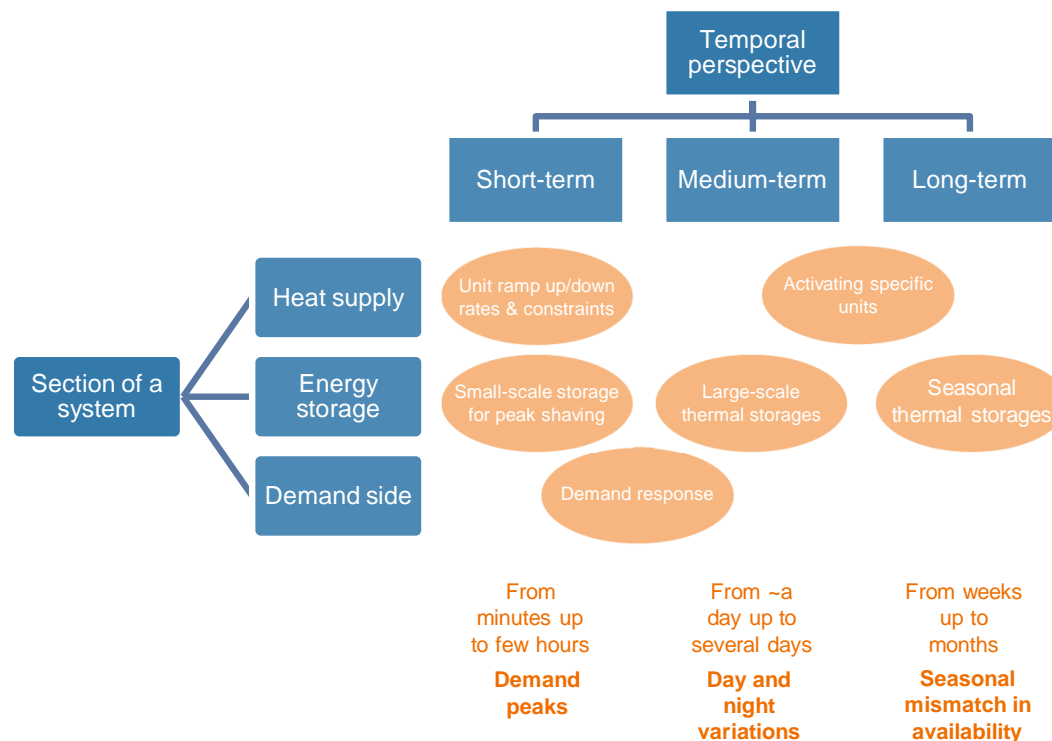 Temporal
perspective
Short-term
Medium-term
Long-term
Heat supply
Unit ramp up/down
rates & constraints
Activating specific
units
Section of a
system
Energy
storage
Small-scale storage
for peak shaving
Large-scale
thermal storages
Seasonal
thermal storages
Demand side
Demand response
From
minutes up
to few hours
Demand
peaks
From ~a
day up to
several days
Day and
night
variations
From weeks
up to
months
Seasonal
mismatch in
availability